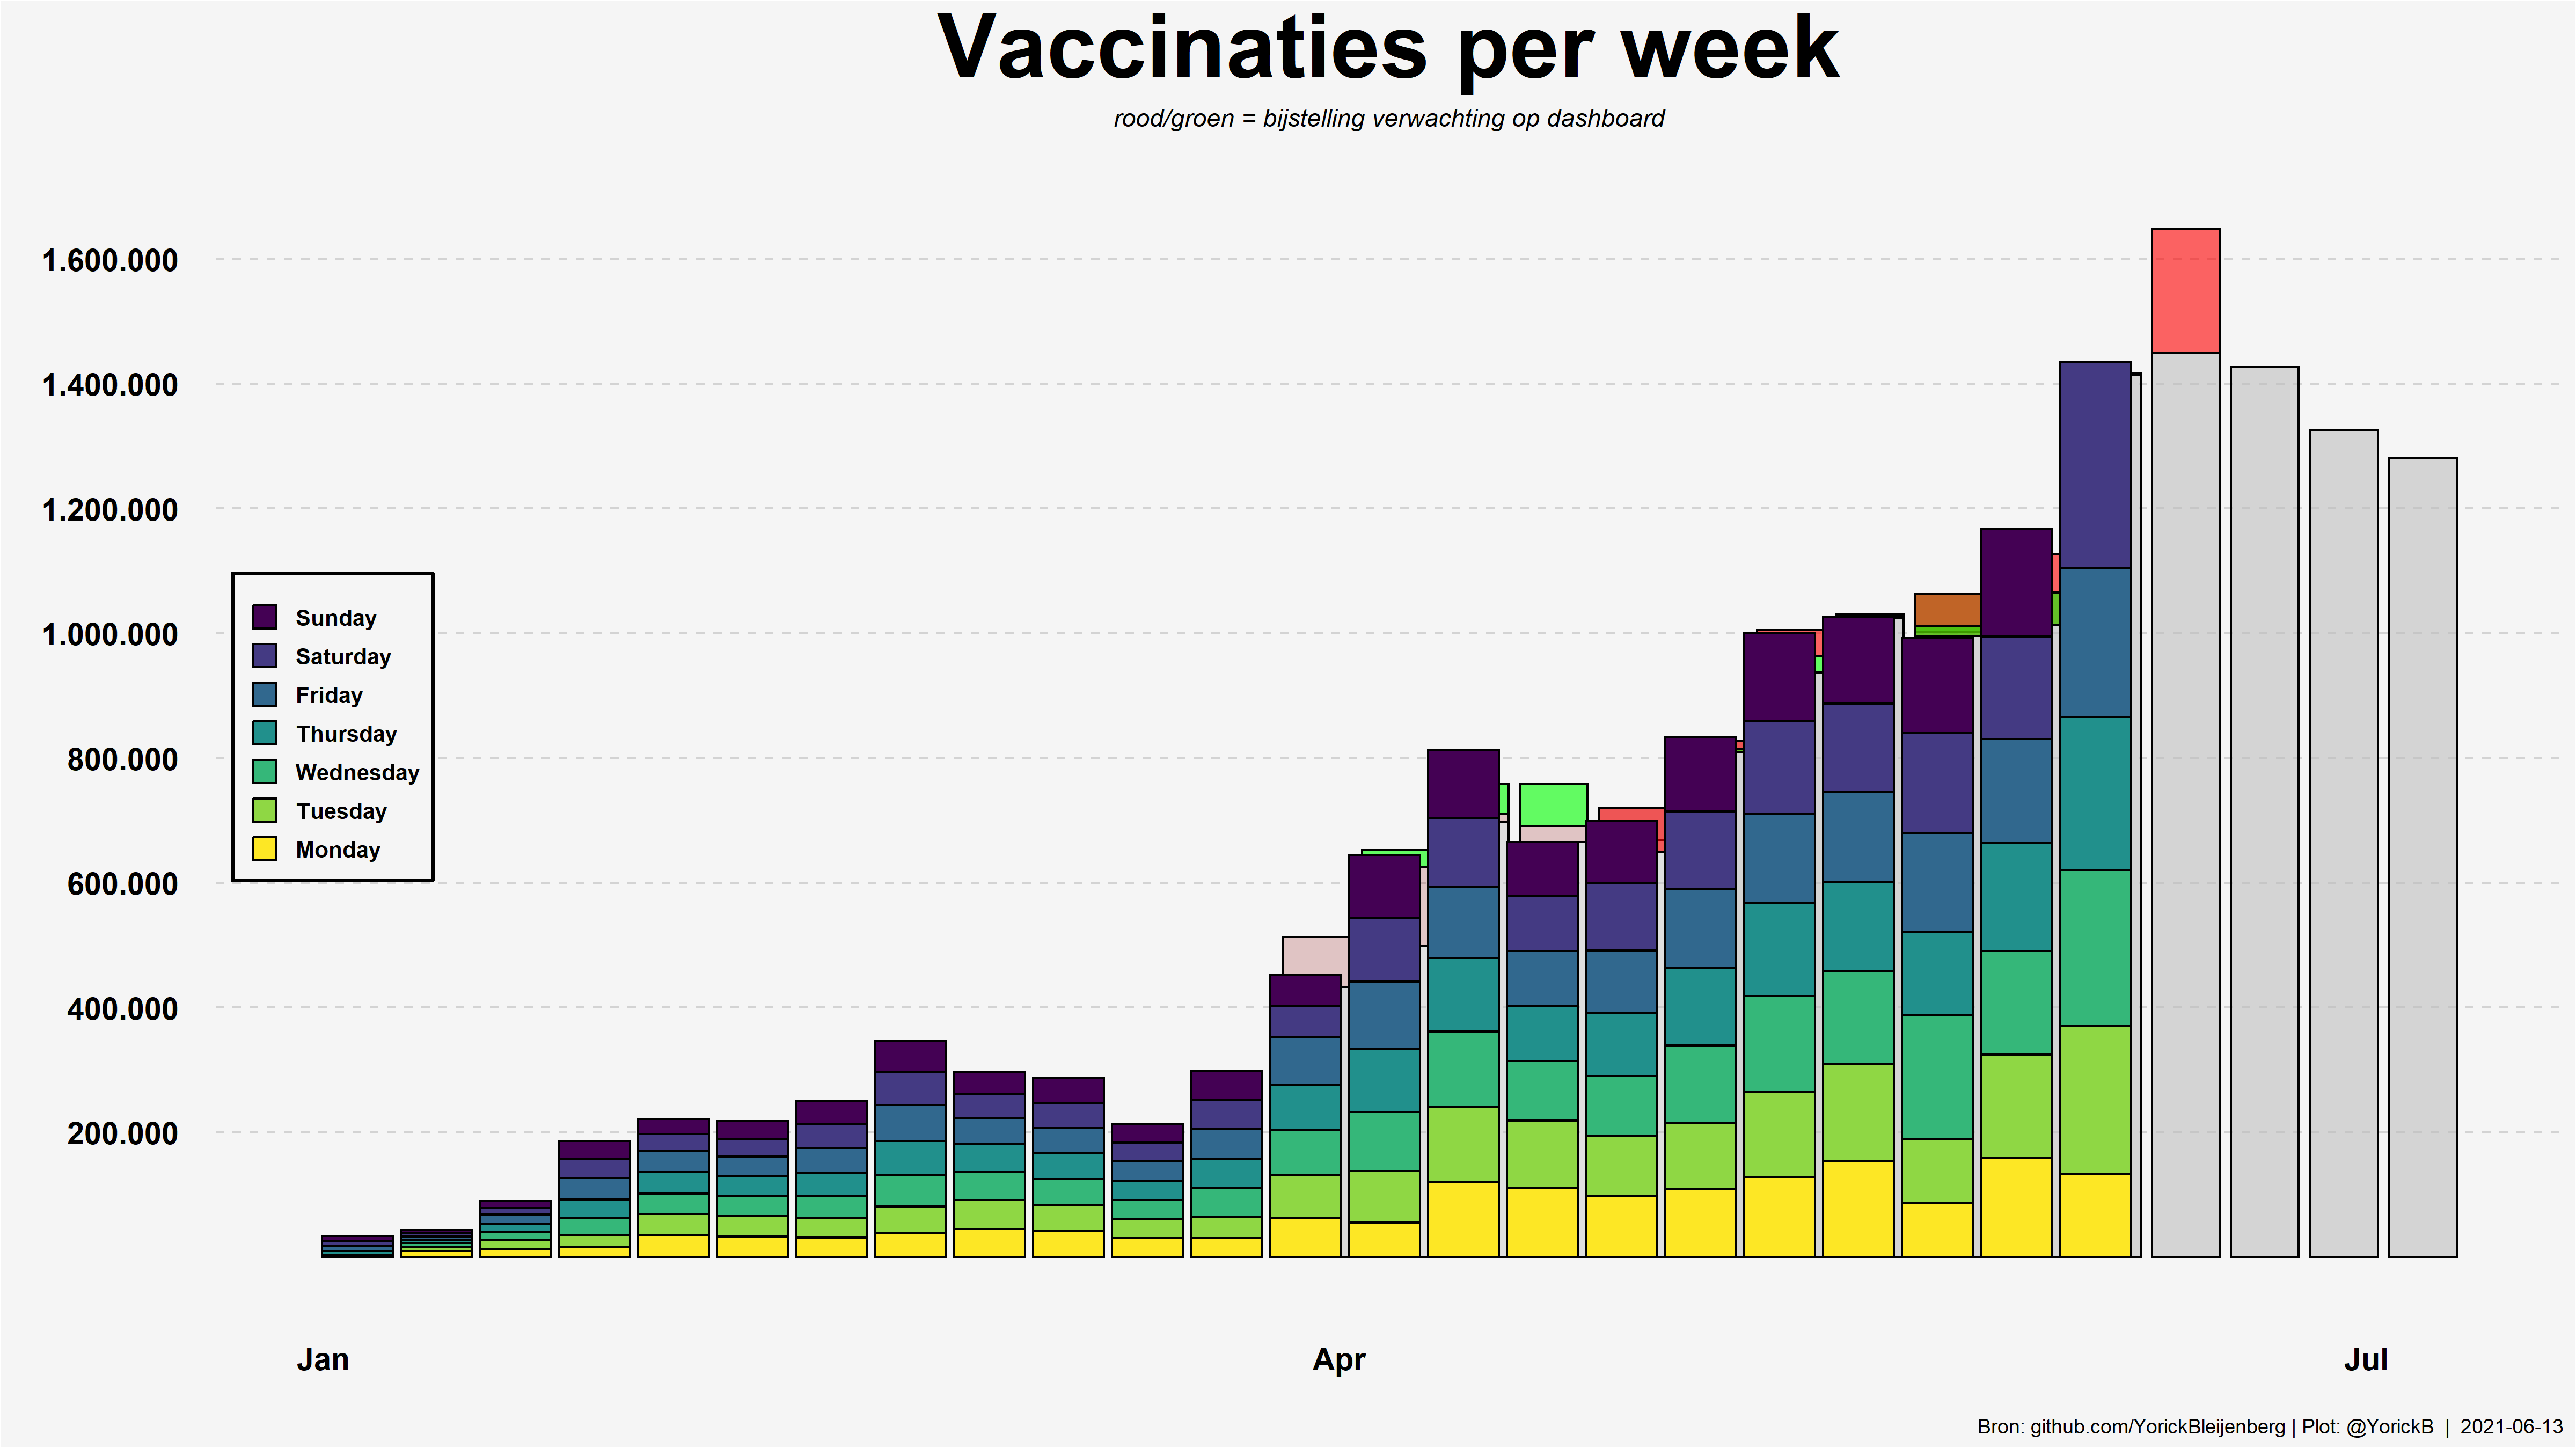 Vaccinaties per week
rood/groen = bijstelling verwachting op dashboard
1.600.000
1.400.000
1.200.000
1.000.000
800.000
600.000
400.000
200.000
Sunday
Saturday
Friday
Thursday
Wednesday
Tuesday
Monday
Jan
Apr
Jul
Bron: github.com/YorickBleijenberg | Plot: @YorickB | 2021-06-13